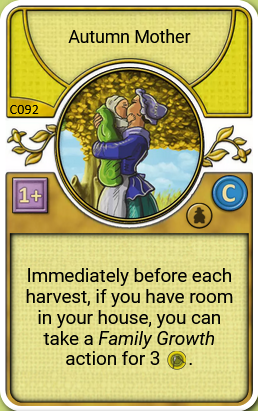 Autumn Mother
C092
1+
C
Immediately before each
harvest, if you have room
in your house, you can
take a Family Growth
action for 3 .